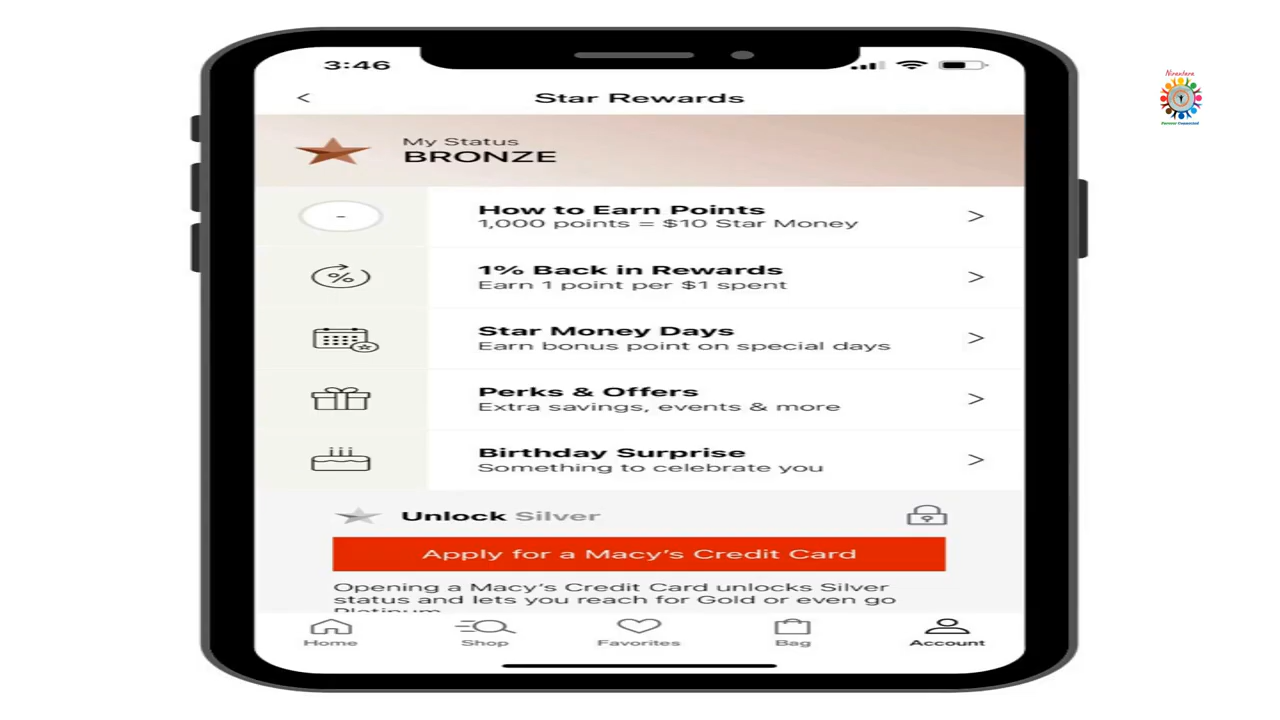 3:46
Nirantara
Forever Connected
<
Star Rewards
My Status
BRONZE
-
How to Earn Points
>
1,000 points = $10 Star Money
%
1% Back in Rewards
>
Earn 1 point per $1 spent
Star Money Days
>
Earn bonus point on special days
Perks & Offers
>
Extra savings, events & more
Birthday Surprise
>
Something to celebrate you
Unlock Silver
Apply for a Macy's Credit Card
Opening a Macy's Credit Card unlocks Silver
status and lets you reach for Gold or even go
Platinum
Home
Shop
Favorites
Bag
Account